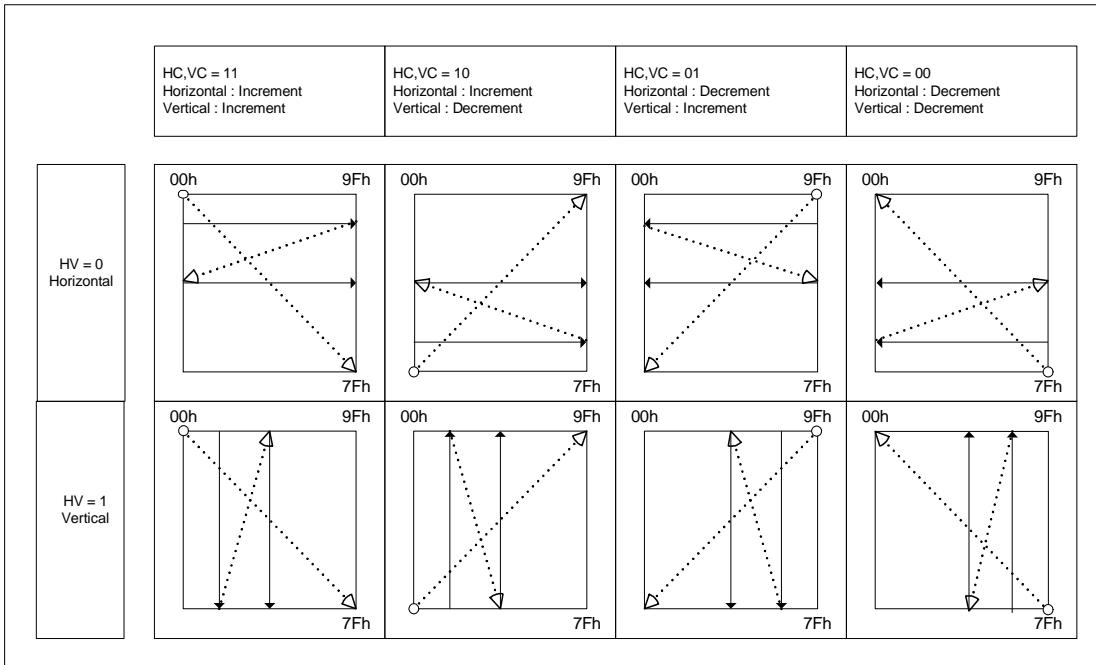 HC,VC = 11
Horizontal : Increment
Vertical : Increment
HC,VC = 10
Horizontal : Increment
Vertical : Decrement
HC,VC = 01
Horizontal : Decrement
Vertical : Increment
HC,VC = 00
Horizontal : Decrement
Vertical : Decrement
HV = 0
Horizontal
00h 9Fh
7Fh
00h 9Fh
7Fh
00h 9Fh
7Fh
00h 9Fh
7Fh
HV = 1
Vertical
00h 9Fh
7Fh
00h 9Fh
7Fh
00h 9Fh
7Fh
00h 9Fh
7Fh